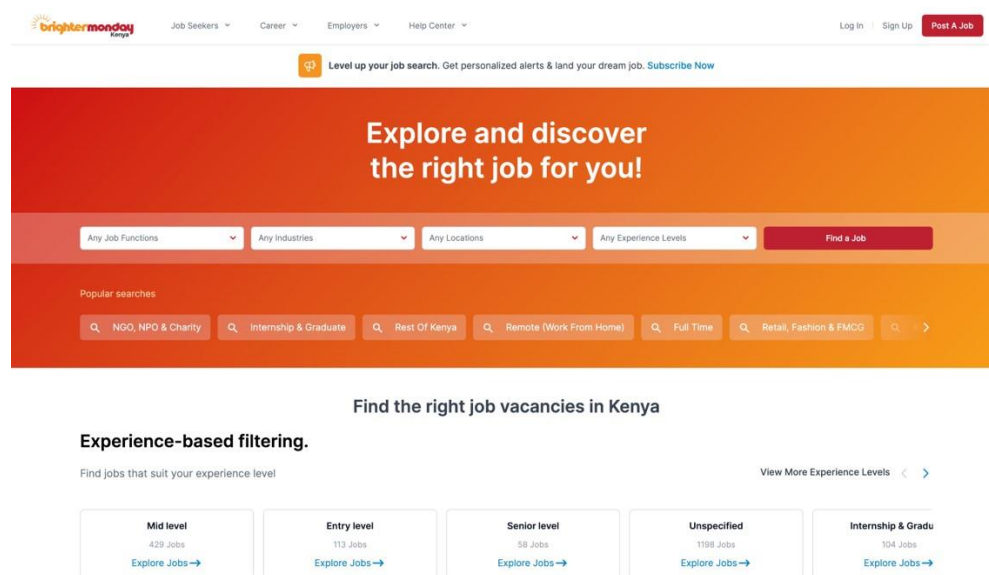 brightermonday
Kenya
Job Seekers
Career
Employers
Help Center
Log In
Sign Up
Post A Job
Level up your job search. Get personalized alerts & land your dream job. Subscribe Now
Explore and discover
the right job for you!
Any Job Functions
Any Industries
Any Locations
Any Experience Levels
Find a Job
Popular searches
NGO, NPO & Charity
Internship & Graduate
Rest Of Kenya
Remote (Work From Home)
Full Time
Retail, Fashion & FMCG
Find the right job vacancies in Kenya
Experience-based filtering.
Find jobs that suit your experience level
View More Experience Levels
Mid level
429 Jobs
Explore Jobs
Entry level
113 Jobs
Explore Jobs
Senior level
58 Jobs
Explore Jobs
Unspecified
1198 Jobs
Explore Jobs
Internship & Gradu
104 Jobs
Explore Jobs